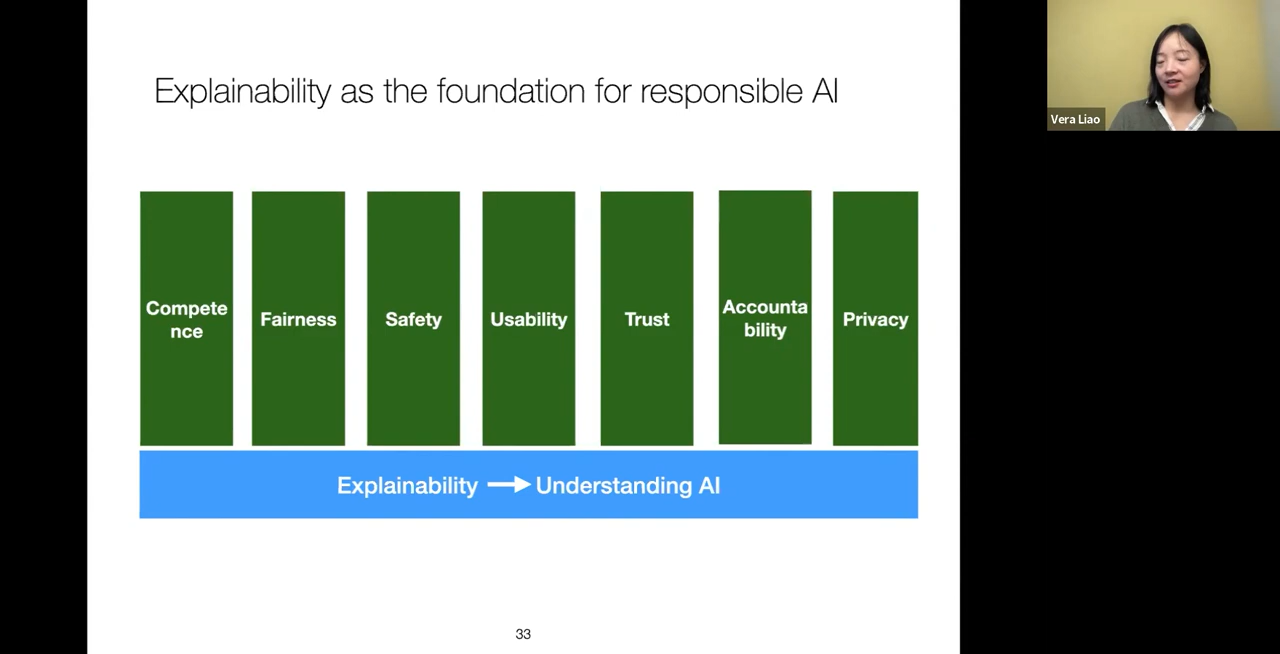 Explainability as the foundation for responsible AI
Vera Liao
Compete
nce
Fairness
Safety
Usability
Trust
Accounta
bility
Privacy
Explainability → Understanding AI
33